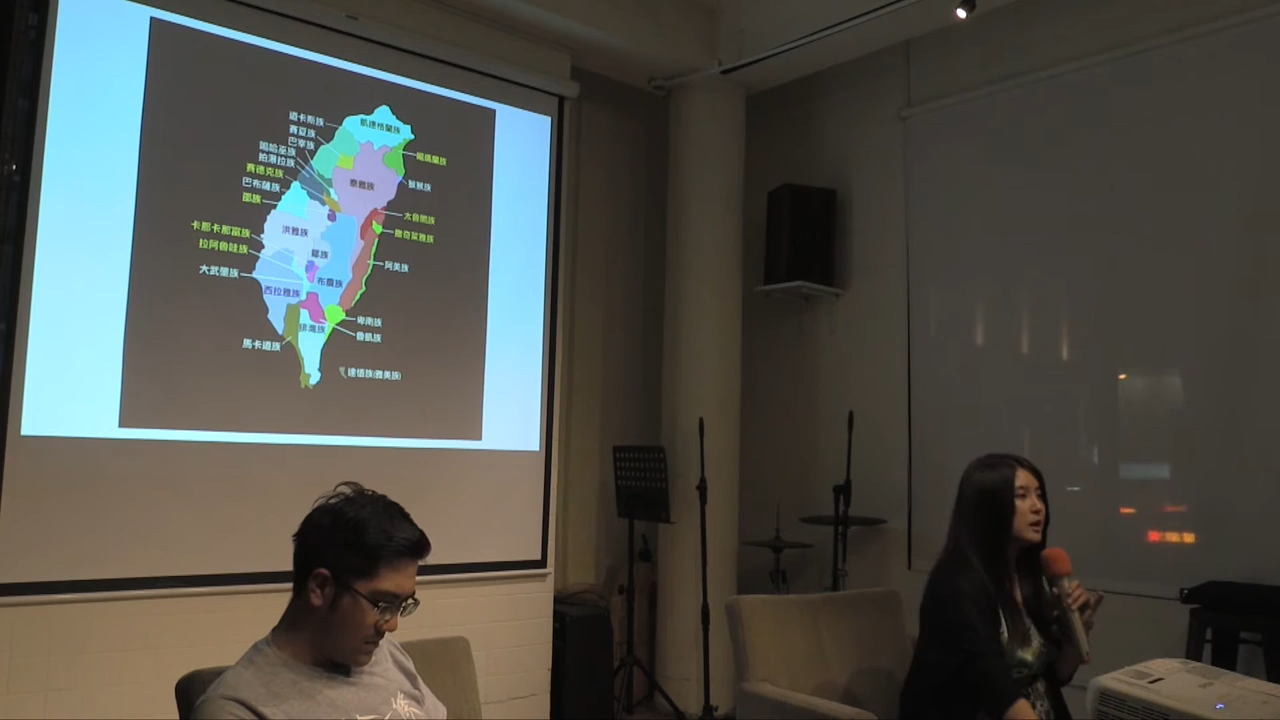 道卡斯族
凱達格蘭族
賽夏族
巴宰族
噶哈巫族
噶瑪蘭族
拍瀑拉族
賽德克族
泰雅族
猴猴族
巴布薩族
邵族
太魯閣族
卡那卡那富族
洪雅族
撒奇萊雅族
拉阿魯哇族
鄒族
阿美族
大武壟族
布農族
西拉雅族
卑南族
排灣族
魯凱族
馬卡道族
達悟族(雅美族)